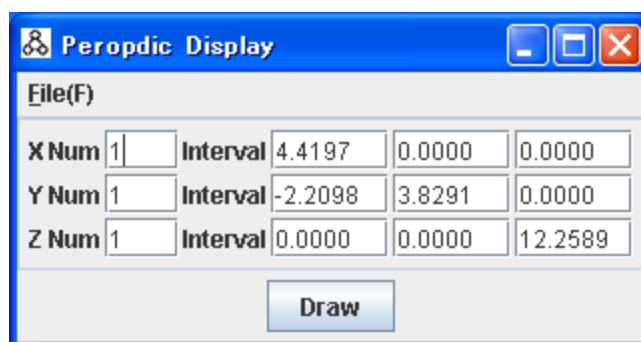 Peropdic Display
File(F)
X Num 1 Interval 4.4197 0.0000 0.0000
Y Num 1 Interval -2.2098 3.8291 0.0000
Z Num 1 Interval 0.0000 0.0000 12.2589
Draw